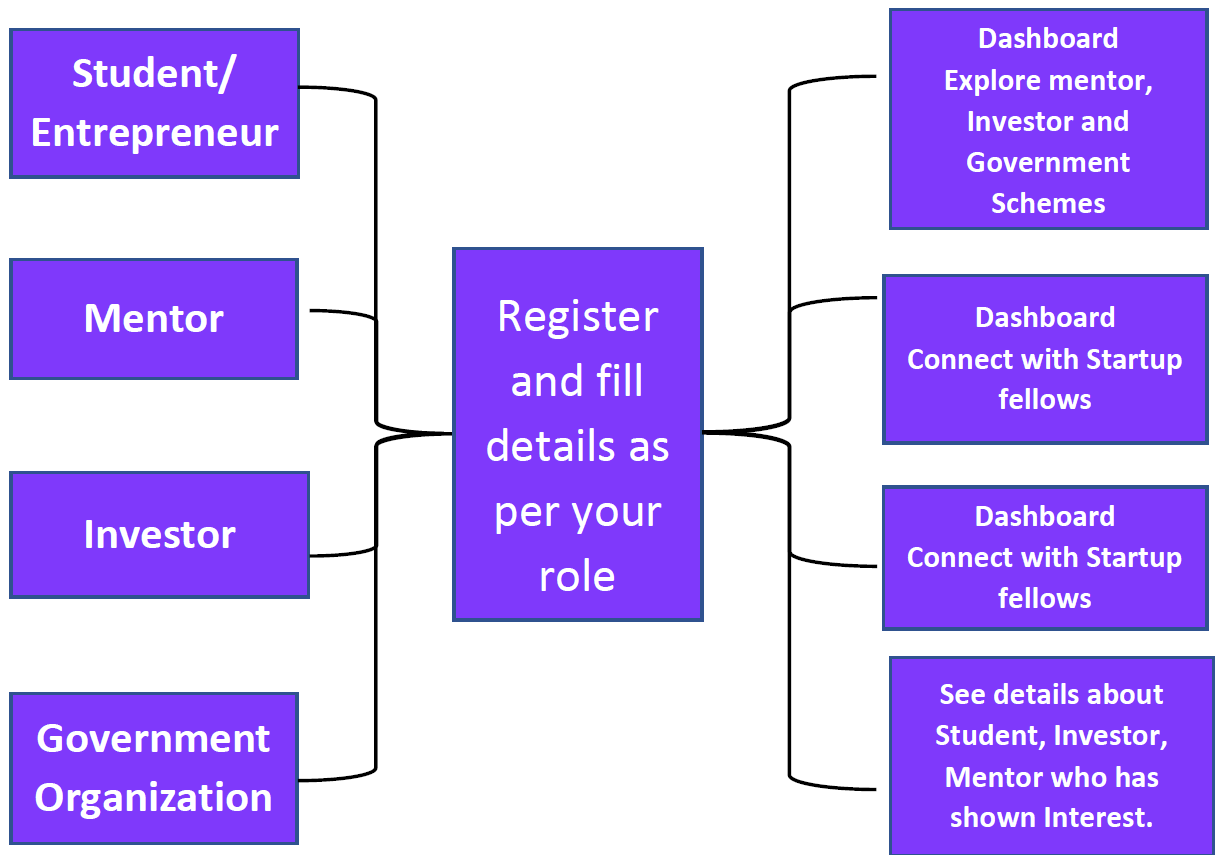 Student/
Entrepreneur
Mentor
Investor
Government
Organization
Register
and fill
details as
per your
role
Dashboard
Explore mentor,
Investor and
Government
Schemes
Dashboard
Connect with Startup
fellows
Dashboard
Connect with Startup
fellows
See details about
Student, Investor,
Mentor who has
shown Interest.